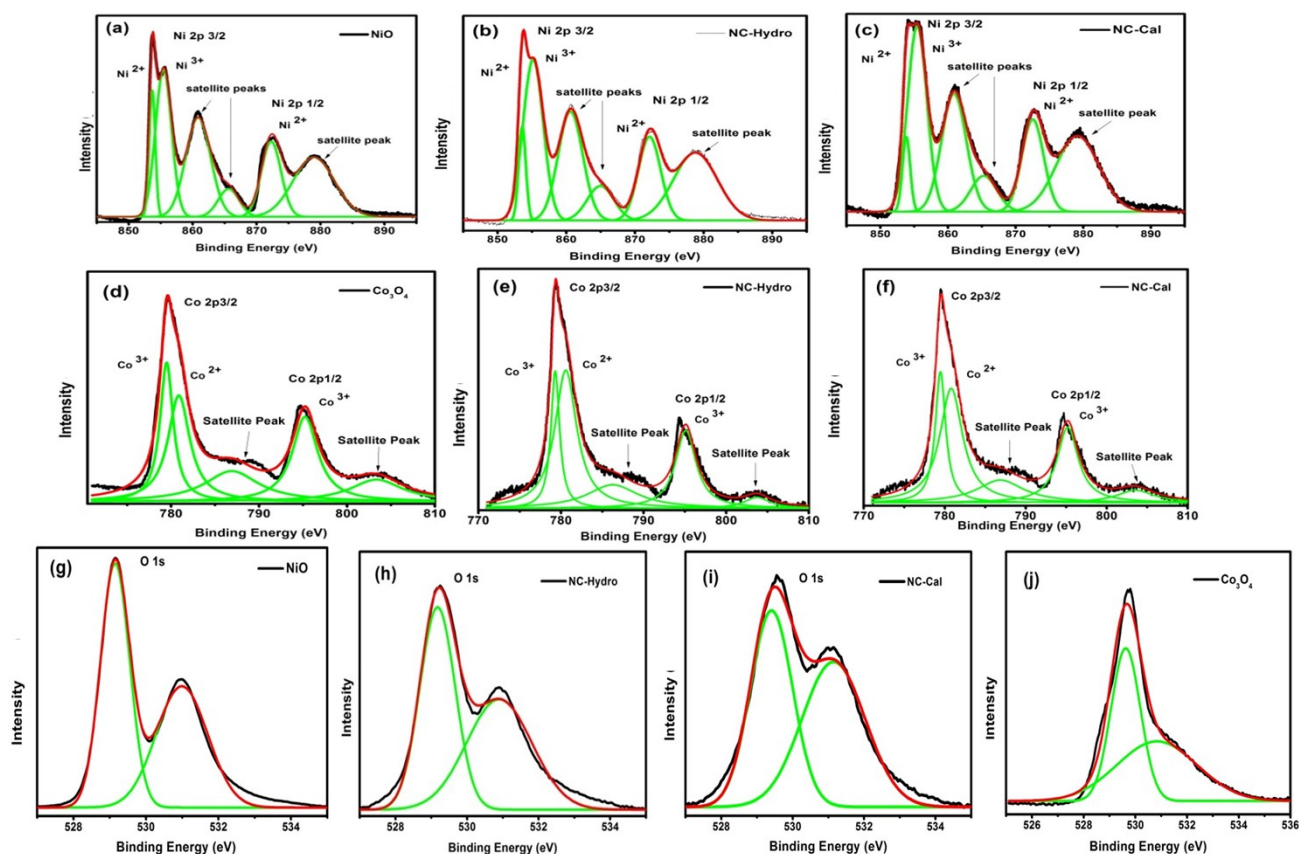 (a)
NiO
Ni 2p 3/2
Ni 2+
Ni 3+
satellite peaks
Ni 2p 1/2
Ni 2+
satellite peak
Intensity
850 860 870 880 890
Binding Energy (eV)
(b)
NC-Hydro
Ni 2p 3/2
Ni 2+
Ni 3+
satellite peaks
Ni 2p 1/2
Ni 2+
satellite peak
Intensity
850 860 870 880 890
Binding Energy (eV)
(c)
NC-Cal
Ni 2p 3/2
Ni 2+
Ni 3+
satellite peaks
Ni 2p 1/2
Ni 2+
satellite peak
Intensity
850 860 870 880 890
Binding Energy (eV)
(d)
Co3O4
Co 2p3/2
Co 3+
Co 2+
Satellite Peak
Co 2p1/2
Co 3+
Satellite Peak
Intensity
780 790 800 810
Binding Energy (eV)
(e)
NC-Hydro
Co 2p3/2
Co 3+
Co 2+
Satellite Peak
Co 2p1/2
Co 3+
Satellite Peak
Intensity
770 780 790 800 810
Binding Energy (eV)
(f)
NC-Cal
Co 2p3/2
Co 3+
Co 2+
Satellite Peak
Co 2p1/2
Co 3+
Satellite Peak
Intensity
770 780 790 800 810
Binding Energy (eV)
(g)
O 1s
NiO
Intensity
528 530 532 534
Binding Energy (eV)
(h)
O 1s
NC-Hydro
Intensity
528 530 532 534
Binding Energy (eV)
(i)
O 1s
NC-Cal
Intensity
528 530 532 534
Binding Energy (eV)
(j)
Co3O4
Intensity
526 528 530 532 534 536
Binding Energy (eV)